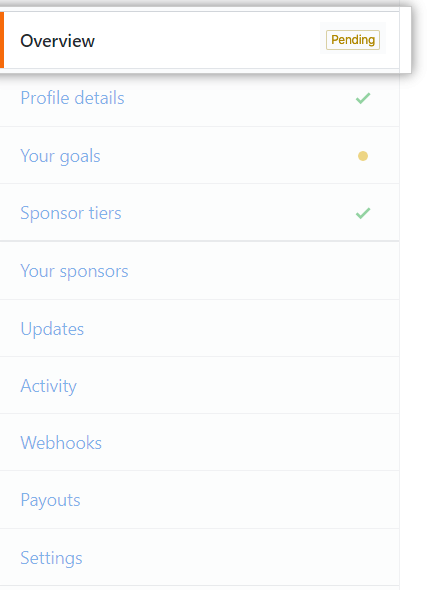 Overview Pending
Profile details
Your goals
Sponsor tiers
Your sponsors
Updates
Activity
Webhooks
Payouts
Settings